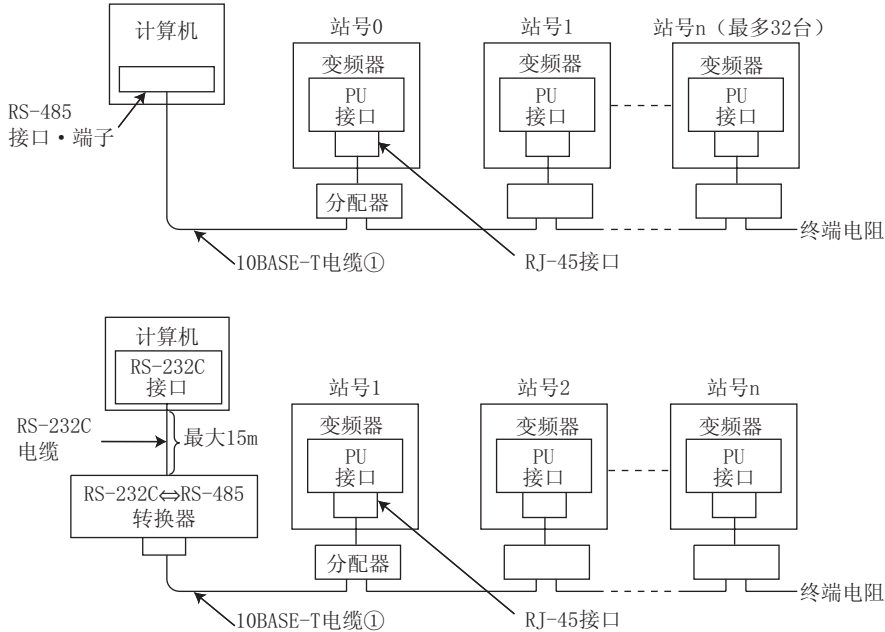 计算机
站号0
站号1
站号n（最多32台）
变频器
变频器
变频器
PU
接口
PU
接口
PU
接口
RS-485
接口·端子
分配器
终端电阻
10BASE-T电缆①
RJ-45接口
计算机
RS-232C
接口
站号1
站号2
站号n
RS-232C
电缆
最大15m
变频器
变频器
变频器
PU
接口
PU
接口
PU
接口
RS-232C⇔RS-485
转换器
分配器
终端电阻
10BASE-T电缆①
RJ-45接口